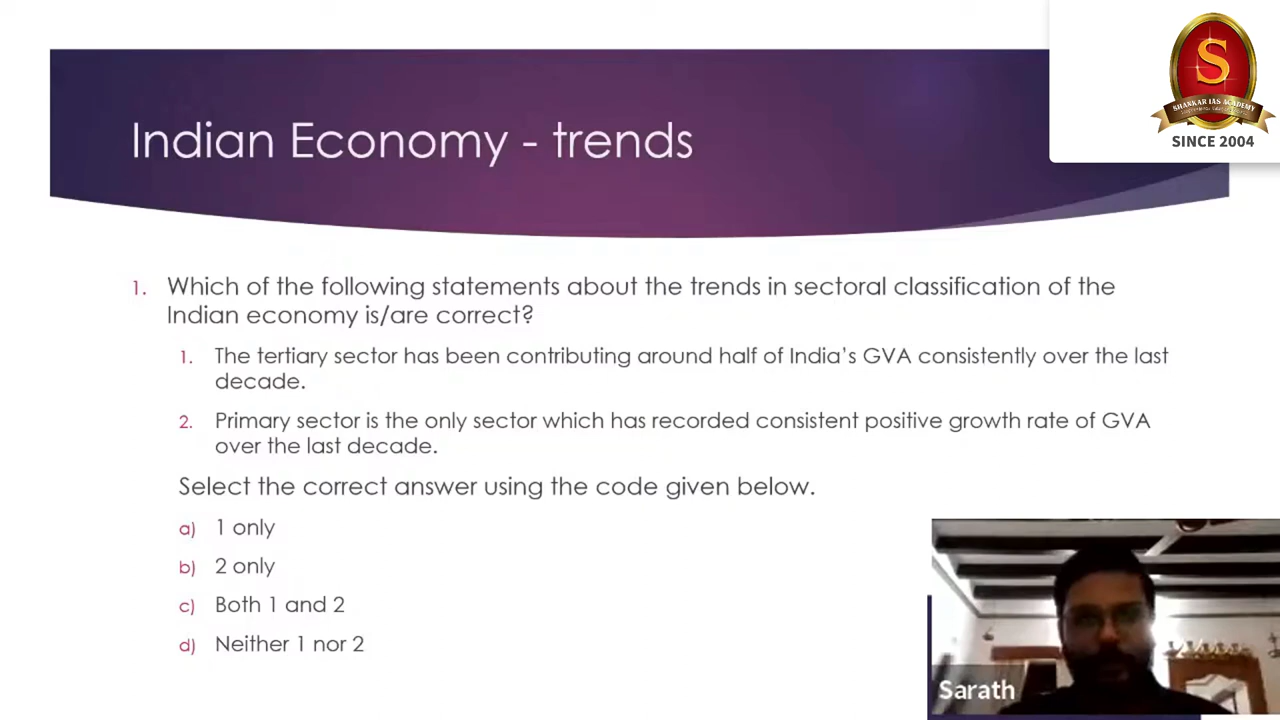 S
SHANKAR IAS ACADEMY
SINCE 2004
Indian Economy - trends
1. Which of the following statements about the trends in sectoral classification of the
Indian economy is/are correct?
1. The tertiary sector has been contributing around half of India's GVA consistently over the last
decade.
2. Primary sector is the only sector which has recorded consistent positive growth rate of GVA
over the last decade.
Select the correct answer using the code given below.
a) 1 only
b) 2 only
c) Both 1 and 2
d) Neither 1 nor 2
Sarath